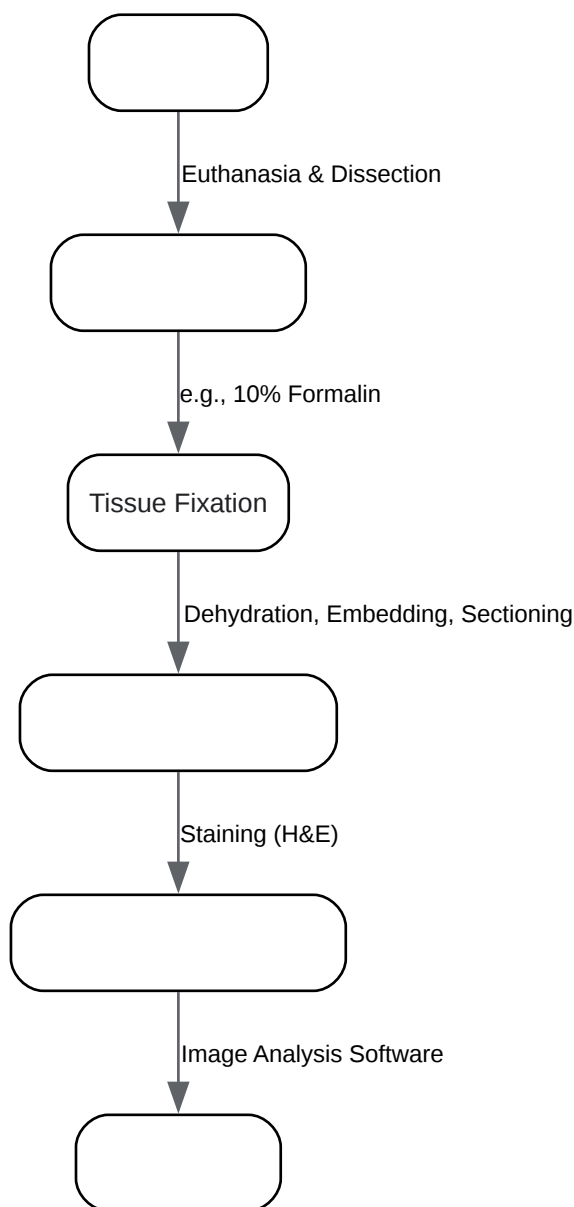 Euthanasia & Dissection
e.g., 10% Formalin
Tissue Fixation
Dehydration, Embedding, Sectioning
Staining (H&E)
Image Analysis Software